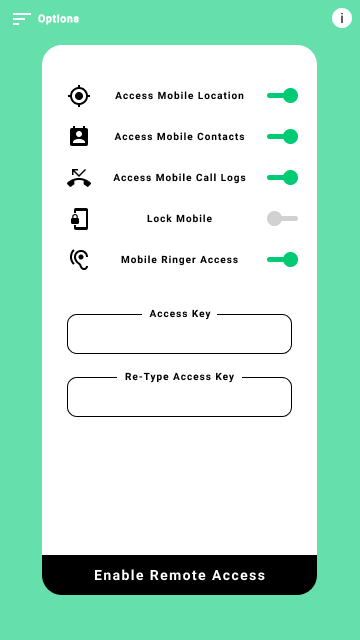 Options
i
Access Mobile Location
Access Mobile Contacts
Access Mobile Call Logs
Lock Mobile
Mobile Ringer Access
Access Key
Re-Type Access Key
Enable Remote Access